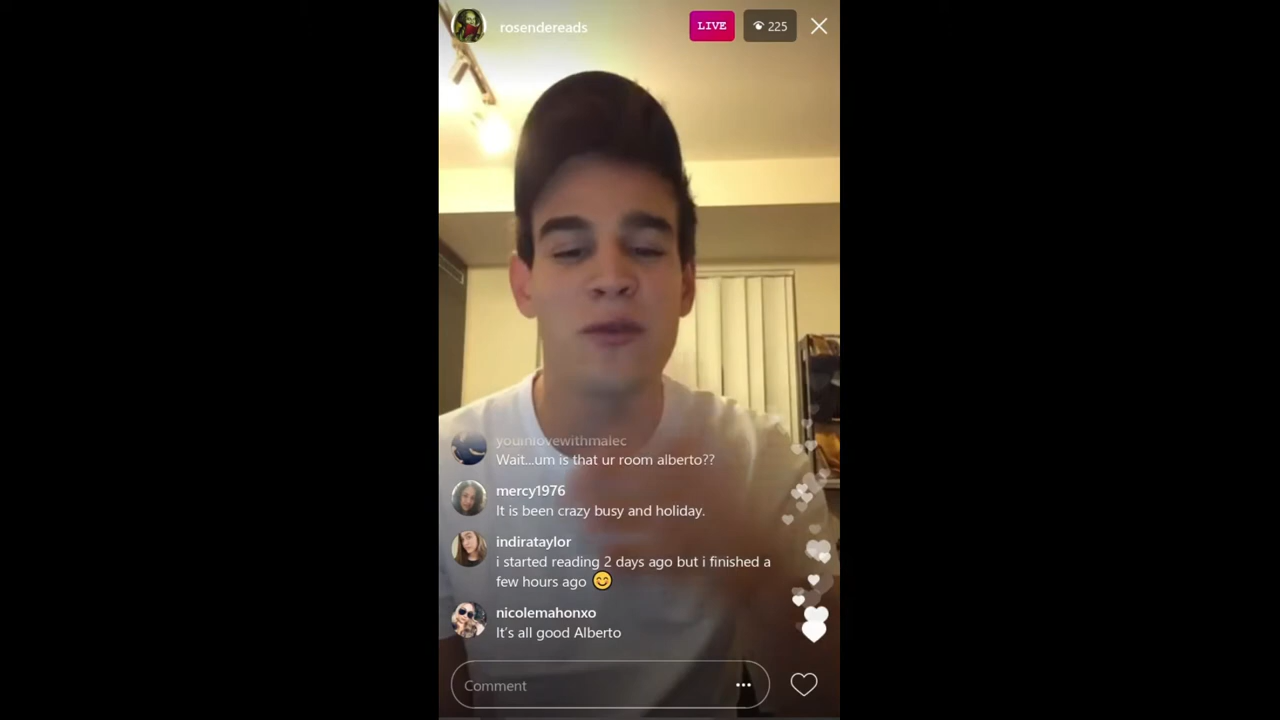 rosendereads
LIVE
225
youinlovewithmalec
Wait...um is that ur room alberto??
mercy1976
It is been crazy busy and holiday.
indirataylor
i started reading 2 days ago but i finished a
few hours ago 😊
nicolemahonxo
It's all good Alberto
Comment